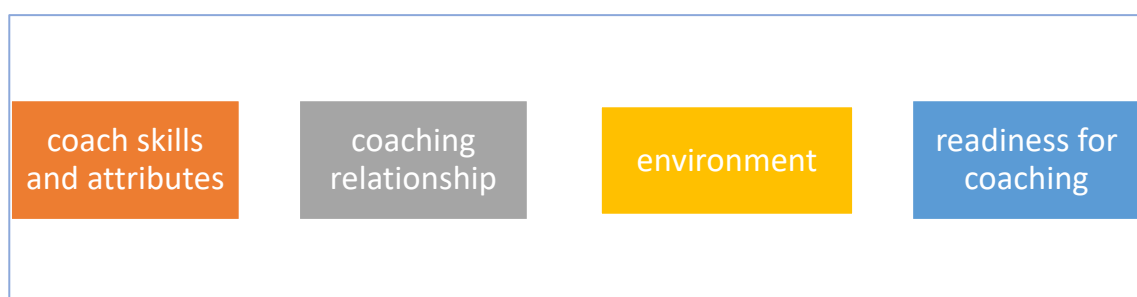 coach skills
and attributes
coaching
relationship
environment
readiness for
coaching